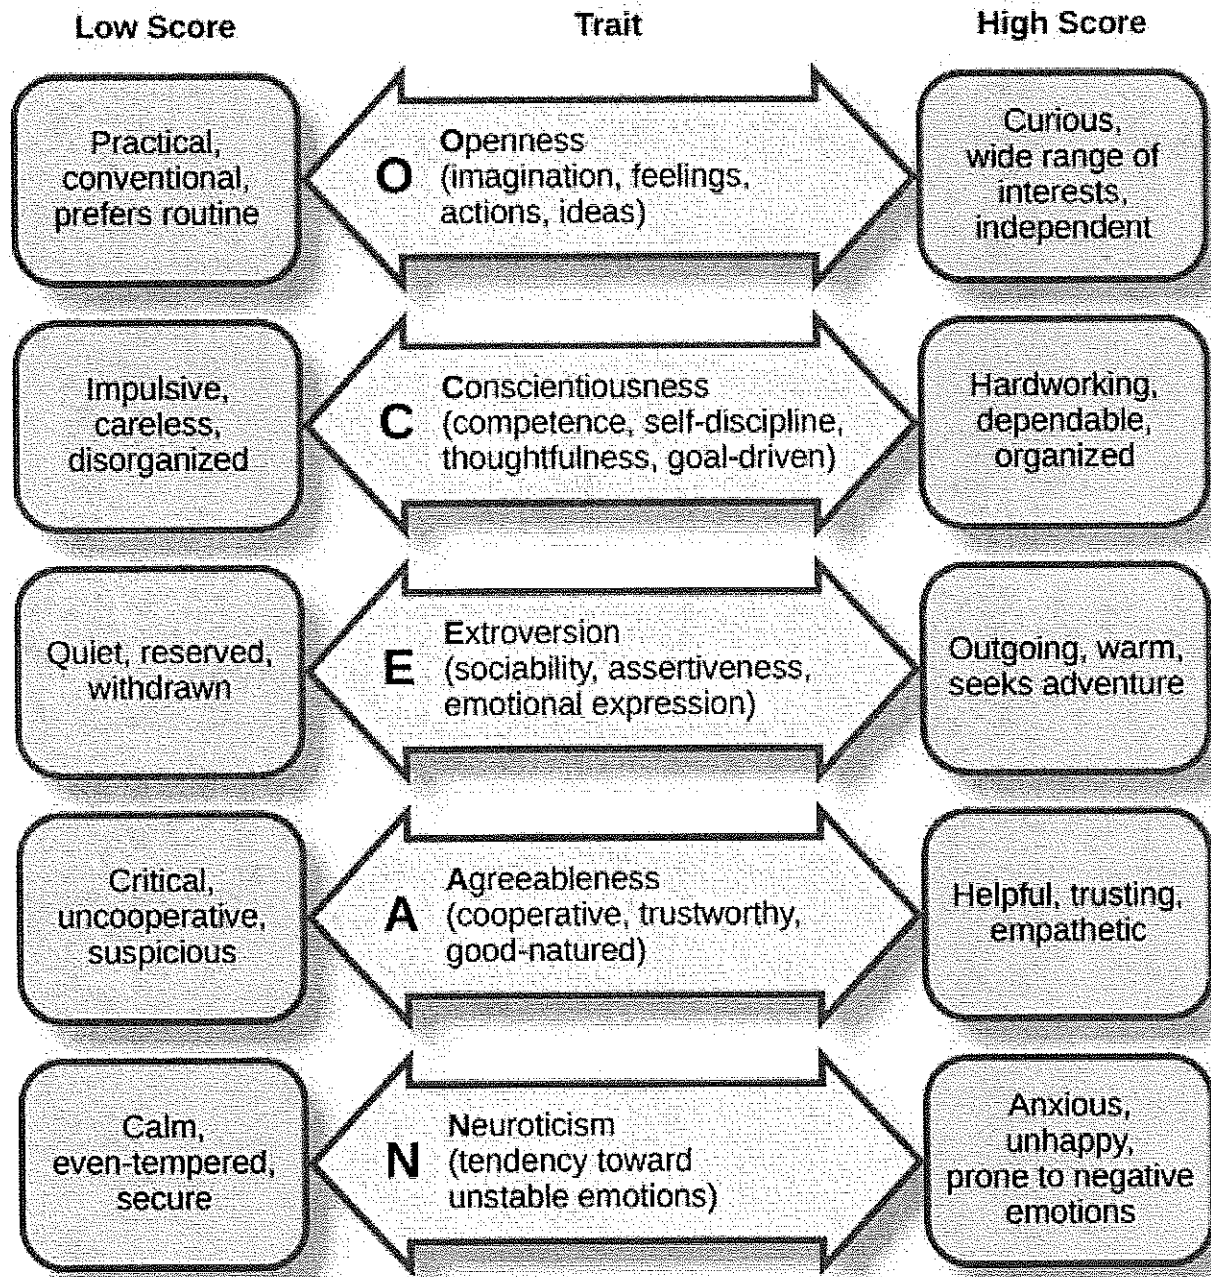 Low Score
Trait
High Score
Practical,
conventional,
prefers routine
O
Openness
(imagination, feelings,
actions, ideas)
Curious,
wide range of
interests,
independent
Impulsive,
careless,
disorganized
C
Conscientiousness
(competence, self-discipline,
thoughtfulness, goal-driven)
Hardworking,
dependable,
organized
Quiet, reserved,
withdrawn
E
Extroversion
(sociability, assertiveness,
emotional expression)
Outgoing, warm,
seeks adventure
Critical,
uncooperative,
suspicious
A
Agreeableness
(cooperative, trustworthy,
good-natured)
Helpful, trusting,
empathetic
Calm,
even-tempered,
secure
N
Neuroticism
(tendency toward
unstable emotions)
Anxious,
unhappy,
prone to negative
emotions